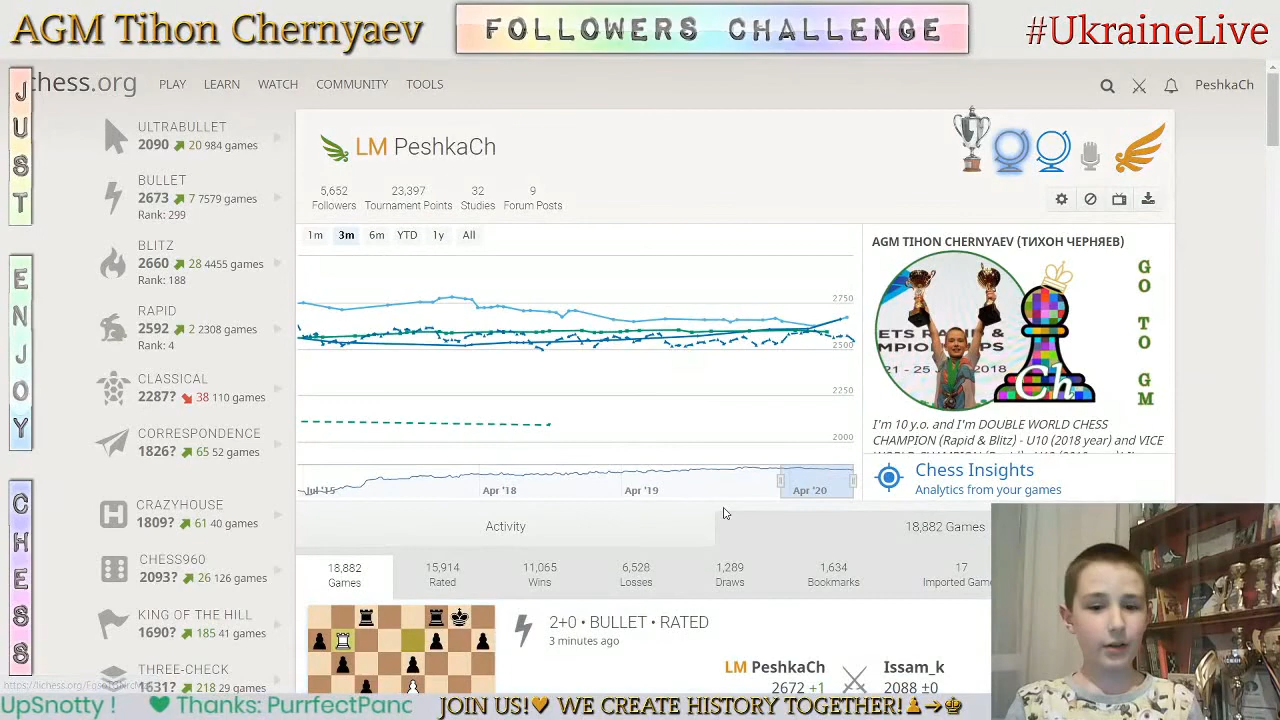 AGM Tihon Chernyaev
FOLLOWERS CHALLENGE
#UkraineLive
JUST
ENJOY
CHESS
chess.org
PLAY LEARN WATCH COMMUNITY TOOLS
PeshkaCh
ULTRABULLET
2090 20 984 games
BULLET
2673 7 7579 games
Rank: 299
BLITZ
2660 28 4455 games
Rank: 188
RAPID
2592 2 2308 games
Rank: 4
CLASSICAL
2287? 38 110 games
CORRESPONDENCE
1826? 65 52 games
CRAZYHOUSE
1809? 61 40 games
CHESS960
2093? 26 126 games
KING OF THE HILL
1690? 185 41 games
THREE-CHECK
1631? 218 29 games
LM PeshkaCh
5,652 23,397 32 9
Followers Tournament Points Studies Forum Posts
1m 3m 6m YTD 1y All
2750
2500
2250
2000
Jul '15 Apr '18 Apr '19 Apr '20
AGM TIHON CHERNYAEV (ТИХОН ЧЕРНЯЕВ)
21 - 25
2018
Ch
GO TO GM
I'm 10 y.o. and I'm DOUBLE WORLD CHESS
CHAMPION (Rapid & Blitz) - U10 (2018 year) and VICE
Chess Insights
Analytics from your games
Activity
18,882 Games
18,882 15,914 11,065 6,528 1,289 1,634 17
Games Rated Wins Losses Draws Bookmarks Imported Gam
2+0 • BULLET • RATED
3 minutes ago
LM PeshkaCh Issam_k
2672 +1 2088 ±0
UpSnotty ! Thanks: PurrfectPanc
JOIN US! WE CREATE HISTORY TOGETHER!